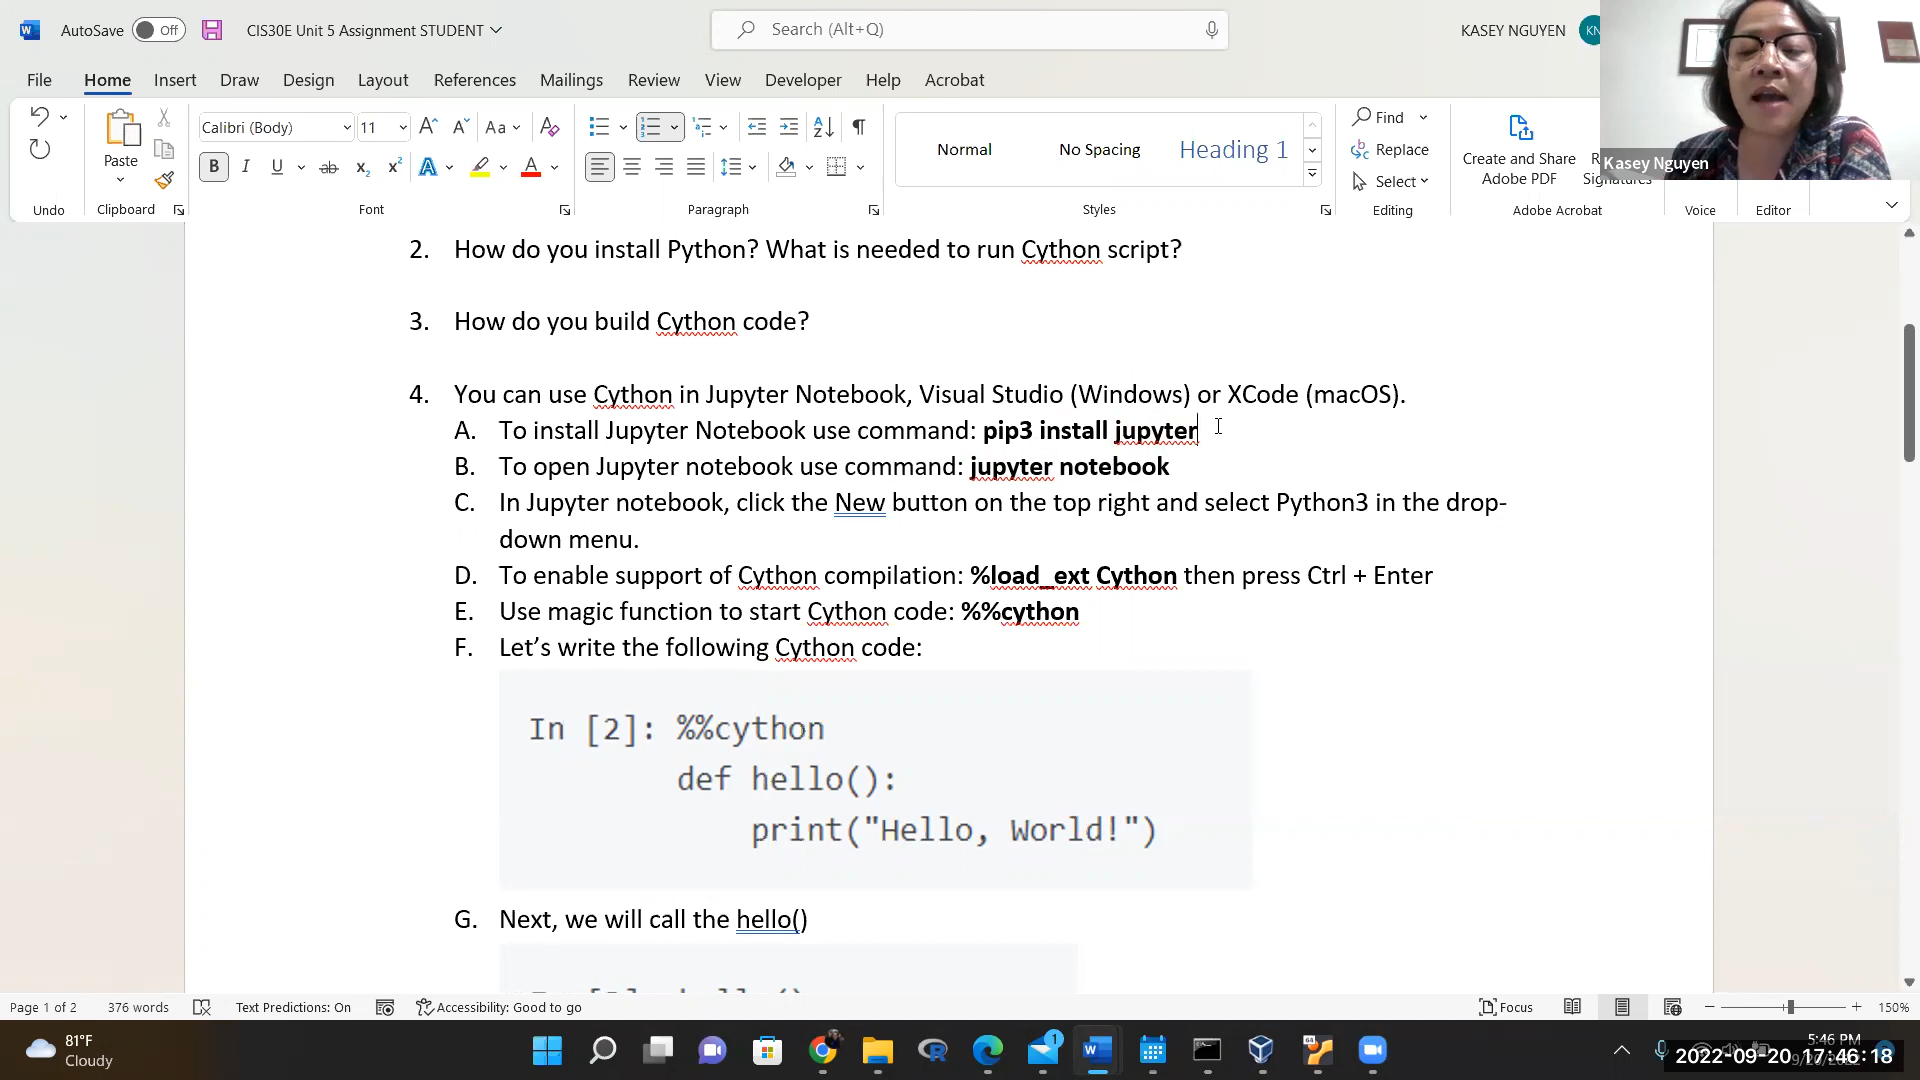 AutoSave Off CIS30E Unit 5 Assignment STUDENT Search (Alt+Q) KASEY NGUYEN KN
File Home Insert Draw Design Layout References Mailings Review View Developer Help Acrobat
Calibri (Body) 11 Aa
Find
Paste
Normal No Spacing Heading 1
Replace
Create and Share
Adobe PDF
Kasey Nguyen
Select
Signatures
Undo Clipboard Font Paragraph Styles Editing Adobe Acrobat Voice Editor
2. How do you install Python? What is needed to run Cython script?
3. How do you build Cython code?
4. You can use Cython in Jupyter Notebook, Visual Studio (Windows) or XCode (macOS).
A. To install Jupyter Notebook use command: pip3 install jupyter
B. To open Jupyter notebook use command: jupyter notebook
C. In Jupyter notebook, click the New button on the top right and select Python3 in the drop-
down menu.
D. To enable support of Cython compilation: %load_ext Cython then press Ctrl + Enter
E. Use magic function to start Cython code: %%cython
F. Let’s write the following Cython code:
In [2]: %%cython
def hello():
print("Hello, World!")
G. Next, we will call the hello()
Page 1 of 2 376 words Text Predictions: On Accessibility: Good to go Focus 150%
81°F
Cloudy
5:46 PM
2022-09-20 17:46:18